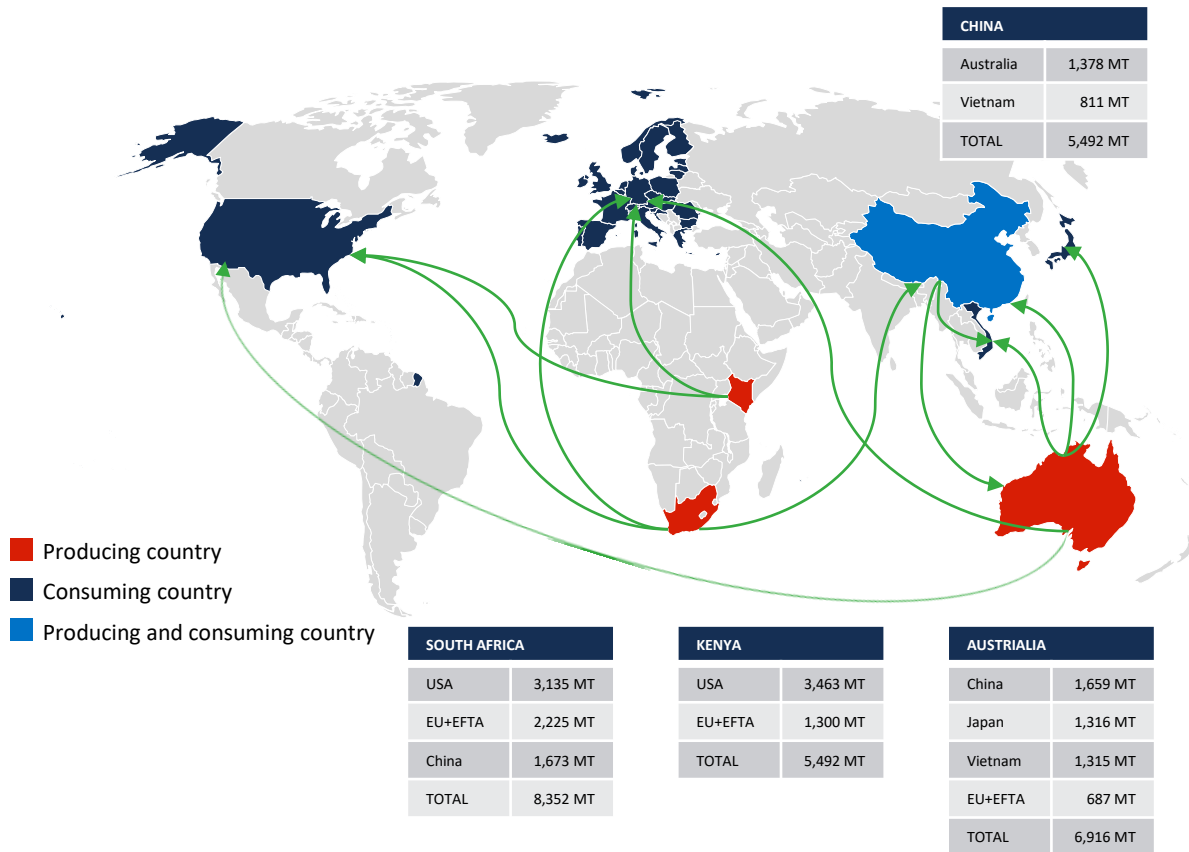 CHINA
Australia 1,378 MT
Vietnam 811 MT
TOTAL 5,492 MT
Producing country
Consuming country
Producing and consuming country
SOUTH AFRICA
USA 3,135 MT
EU+EFTA 2,225 MT
China 1,673 MT
TOTAL 8,352 MT
KENYA
USA 3,463 MT
EU+EFTA 1,300 MT
TOTAL 5,492 MT
AUSTRIALIA
China 1,659 MT
Japan 1,316 MT
Vietnam 1,315 MT
EU+EFTA 687 MT
TOTAL 6,916 MT